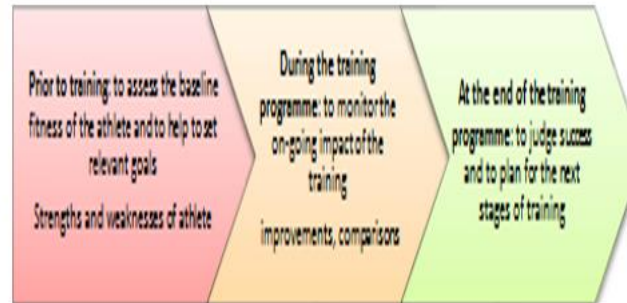 Prior to training: to assess the baseline
fitness of the athlete and to help to set
relevant goals
Strengths and weaknesses of athlete
During the training
programme: to monitor the
on-going impact of the
training
improvements, comparisons
At the end of the training
programme: to judge success
and to plan for the next
stages of training